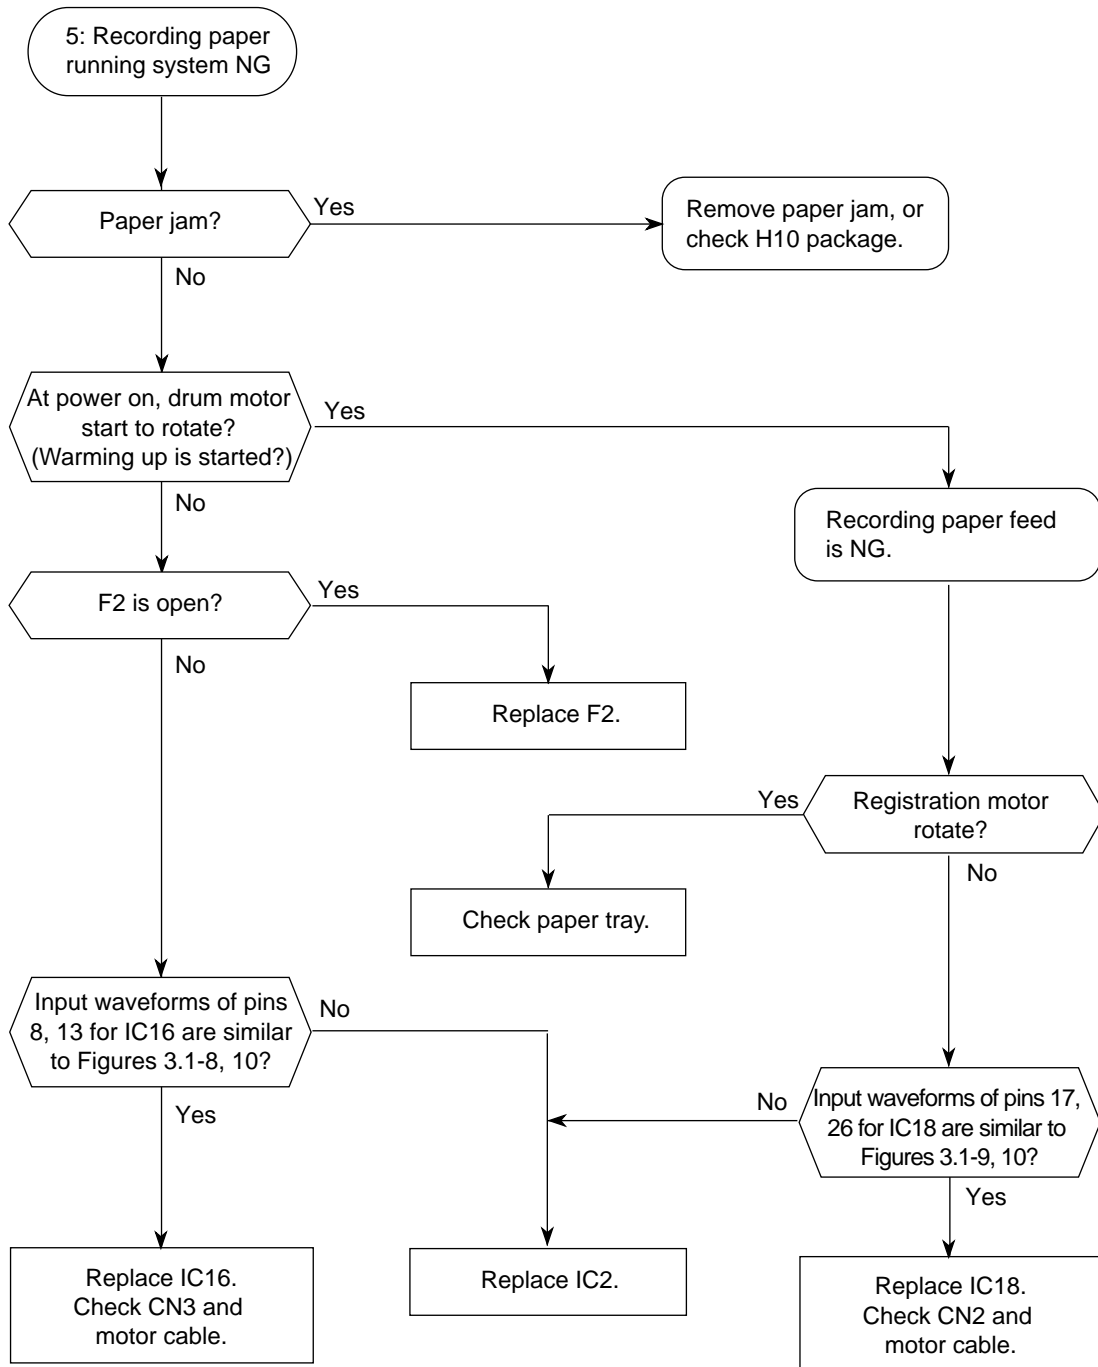 5: Recording paper
running system NG
Paper jam?
Yes
Remove paper jam, or
check H10 package.
No
At power on, drum motor
start to rotate?
(Warming up is started?)
Yes
No
Recording paper feed
is NG.
F2 is open?
Yes
No
Replace F2.
Yes
Registration motor
rotate?
No
Check paper tray.
Input waveforms of pins
8, 13 for IC16 are similar
to Figures 3.1-8, 10?
No
Yes
No
Input waveforms of pins 17,
26 for IC18 are similar to
Figures 3.1-9, 10?
Yes
Replace IC16.
Check CN3 and
motor cable.
Replace IC2.
Replace IC18.
Check CN2 and
motor cable.